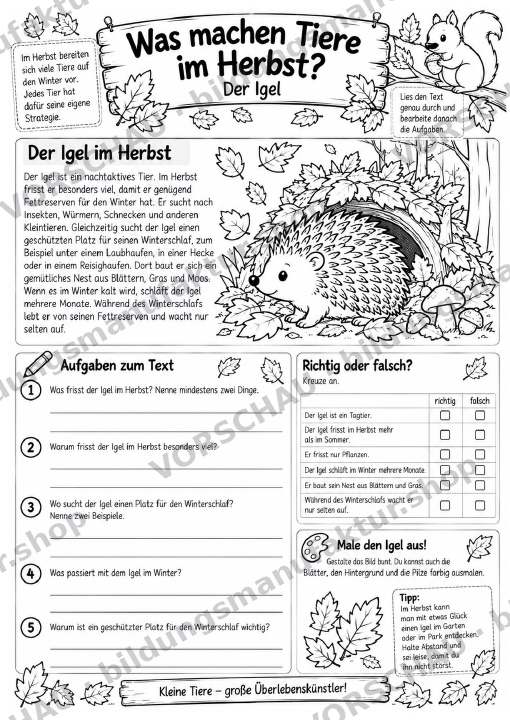 Was machen Tiere
im Herbst?
Der Igel
Im Herbst bereiten
sich viele Tiere auf
den Winter vor.
Jedes Tier hat
dafür seine eigene
Strategie.
Lies den Text
genau durch und
bearbeite danach
die Aufgaben.
Der Igel im Herbst
Der Igel ist ein nachtaktives Tier. Im Herbst
frisst er besonders viel, damit er genügend
Fettreserven für den Winter hat. Er sucht nach
Insekten, Würmern, Schnecken und anderen
Kleintieren. Gleichzeitig sucht der Igel einen
geschützten Platz für seinen Winterschlaf, zum
Beispiel unter einem Laubhaufen, in einer Hecke
oder in einem Reisighaufen. Dort baut er sich ein
gemütliches Nest aus Blättern, Gras und Moos.
Wenn es im Winter kalt wird, schläft der Igel
mehrere Monate. Während des Winterschlafs
lebt er von seinen Fettreserven und wacht nur
selten auf.
Aufgaben zum Text
1 Was frisst der Igel im Herbst? Nenne mindestens zwei Dinge.
2 Warum frisst der Igel im Herbst besonders viel?
3 Wo sucht der Igel einen Platz für den Winterschlaf?
Nenne zwei Beispiele.
4 Was passiert mit dem Igel im Winter?
5 Warum ist ein geschützter Platz für den Winterschlaf wichtig?
Richtig oder falsch?
Kreuze an.
richtig falsch
Der Igel ist ein Tagtier.
Der Igel frisst im Herbst mehr
als im Sommer.
Er frisst nur Pflanzen.
Der Igel schläft im Winter mehrere Monate.
Er baut sein Nest aus Blättern und Gras.
Während des Winterschlafs wacht er
nur selten auf.
Male den Igel aus!
Gestalte das Bild bunt. Du kannst auch die
Blätter, den Hintergrund und die Pilze farbig ausmalen.
Tipp:
Im Herbst kann
man mit etwas Glück
einen Igel im Garten
oder im Park entdecken.
Halte Abstand und
sei leise, damit du
ihn nicht störst.
Kleine Tiere – große Überlebenskünstler!
VORSCHAU - bildungsmanufaktur.shop